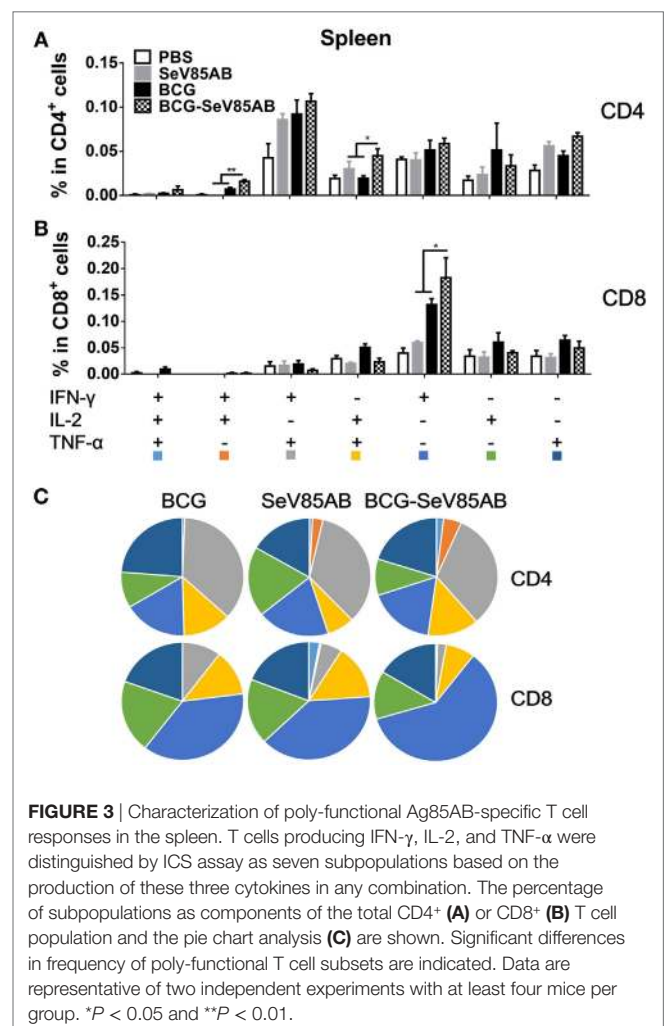 A
Spleen
PBS
SeV85AB
BCG
BCG-SeV85AB
CD4
% in CD4⁺ cells
0.15
0.10
0.05
0.00
**
*
B
CD8
% in CD8⁺ cells
0.25
0.20
0.15
0.10
0.05
0.00
*
IFN-γ + + + - + - -
IL-2 + + - + - + -
TNF-α + - + + - - +
C
BCG SeV85AB BCG-SeV85AB
CD4
CD8
FIGURE 3 | Characterization of poly-functional Ag85AB-specific T cell
responses in the spleen. T cells producing IFN-γ, IL-2, and TNF-α were
distinguished by ICS assay as seven subpopulations based on the
production of these three cytokines in any combination. The percentage
of subpopulations as components of the total CD4⁺ (A) or CD8⁺ (B) T cell
population and the pie chart analysis (C) are shown. Significant differences
in frequency of poly-functional T cell subsets are indicated. Data are
representative of two independent experiments with at least four mice per
group. *P < 0.05 and **P < 0.01.